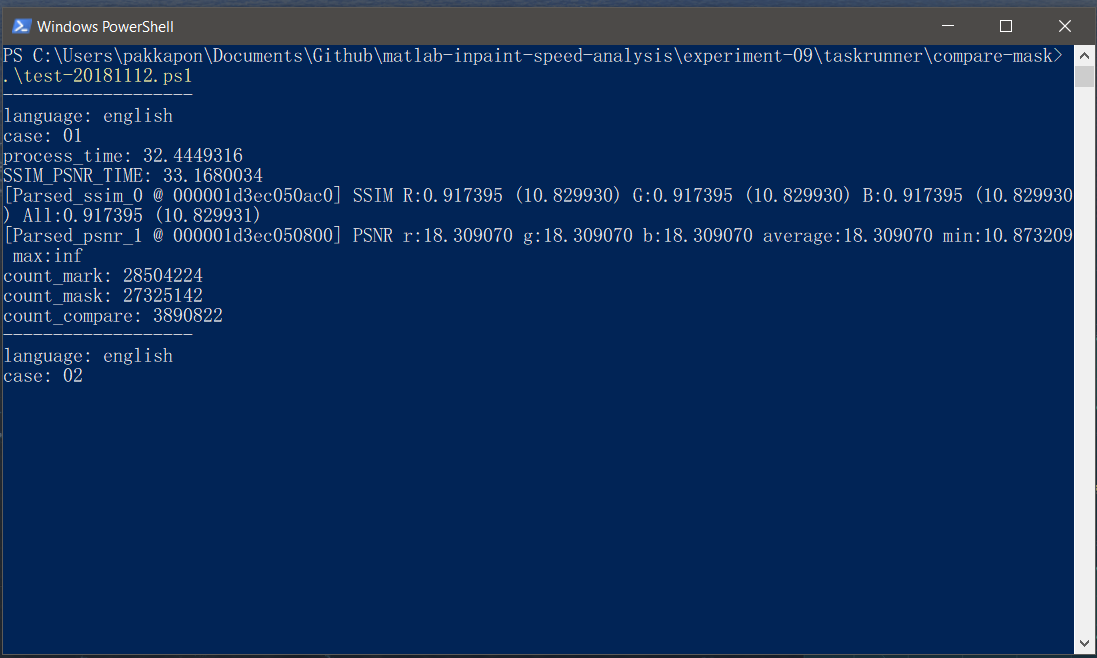 Windows PowerShell
PS C:\Users\pakkapon\Documents\Github\matlab-inpaint-speed-analysis\experiment-09\taskrunner\compare-mask>
.\test-20181112.ps1
-------------------
language: english
case: 01
process_time: 32.4449316
SSIM_PSNR_TIME: 33.1680034
[Parsed_ssim_0 @ 000001d3ec050ac0] SSIM R:0.917395 (10.829930) G:0.917395 (10.829930) B:0.917395 (10.829930
) All:0.917395 (10.829931)
[Parsed_psnr_1 @ 000001d3ec050800] PSNR r:18.309070 g:18.309070 b:18.309070 average:18.309070 min:10.873209
 max:inf
count_mark: 28504224
count_mask: 27325142
count_compare: 3890822
-------------------
language: english
case: 02